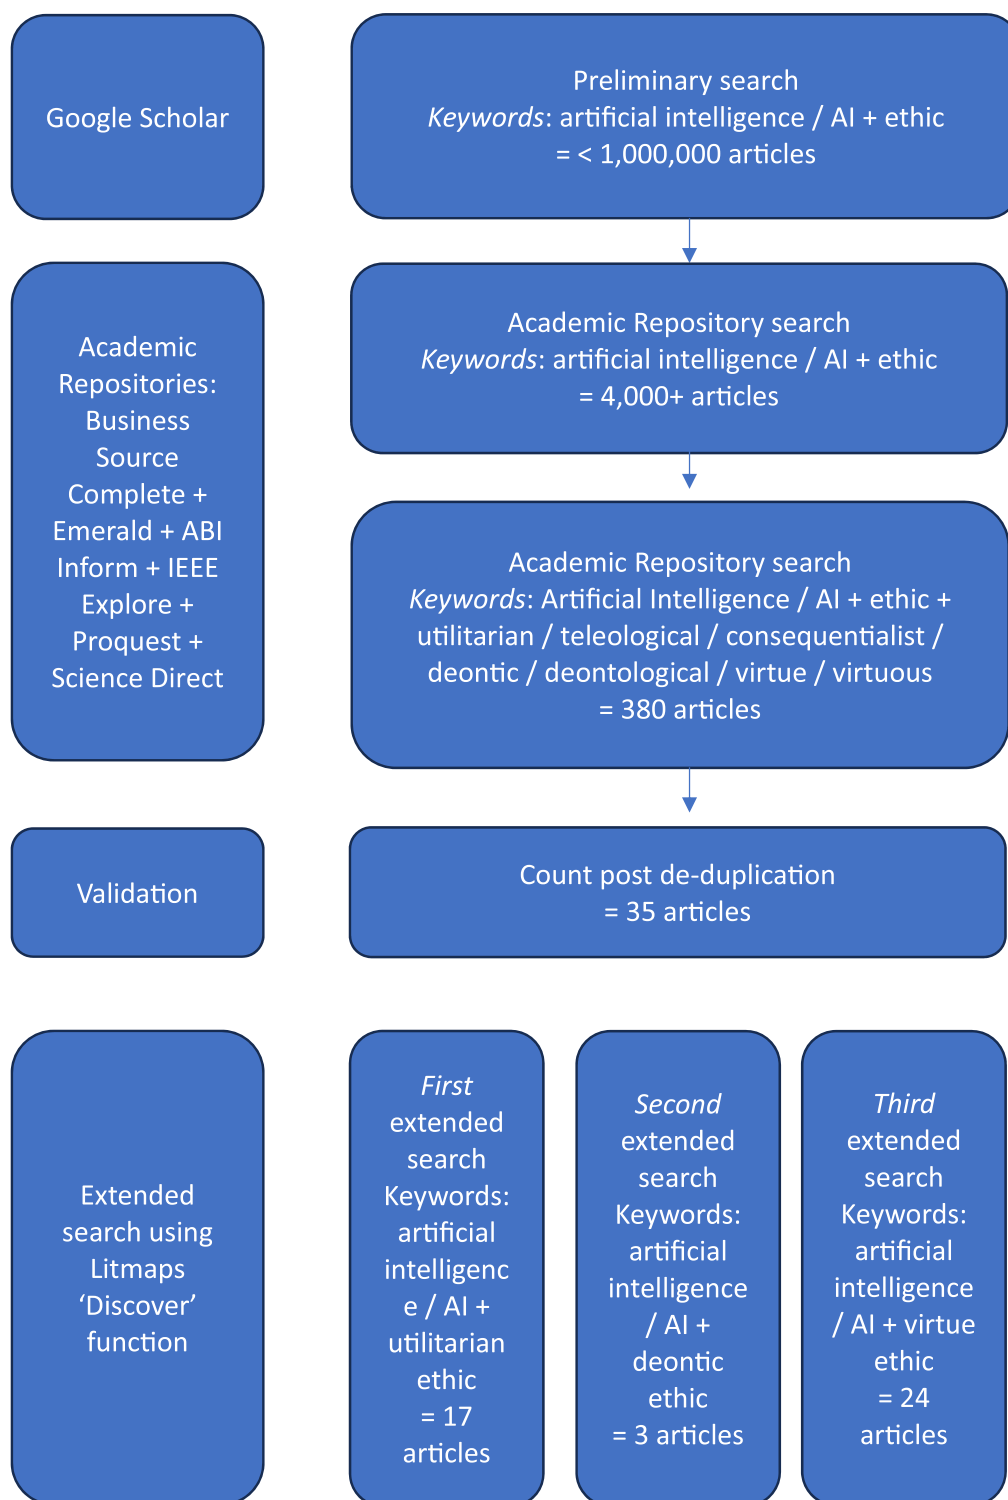 Google Scholar
Preliminary search
Keywords: artificial intelligence / AI + ethic
= < 1,000,000 articles
Academic
Repositories:
Business
Source
Complete +
Emerald + ABI
Inform + IEEE
Explore +
Proquest +
Science Direct
Academic Repository search
Keywords: artificial intelligence / AI + ethic
= 4,000+ articles
Academic Repository search
Keywords: Artificial Intelligence / AI + ethic +
utilitarian / teleological / consequentialist /
deontic / deontological / virtue / virtuous
= 380 articles
Validation
Count post de-duplication
= 35 articles
Extended
search using
Litmaps
‘Discover’
function
First
extended
search
Keywords:
artificial
intelligenc
e / AI +
utilitarian
ethic
= 17
articles
Second
extended
search
Keywords:
artificial
intelligence
/ AI +
deontic
ethic
= 3 articles
Third
extended
search
Keywords:
artificial
intelligence
/ AI + virtue
ethic
= 24
articles